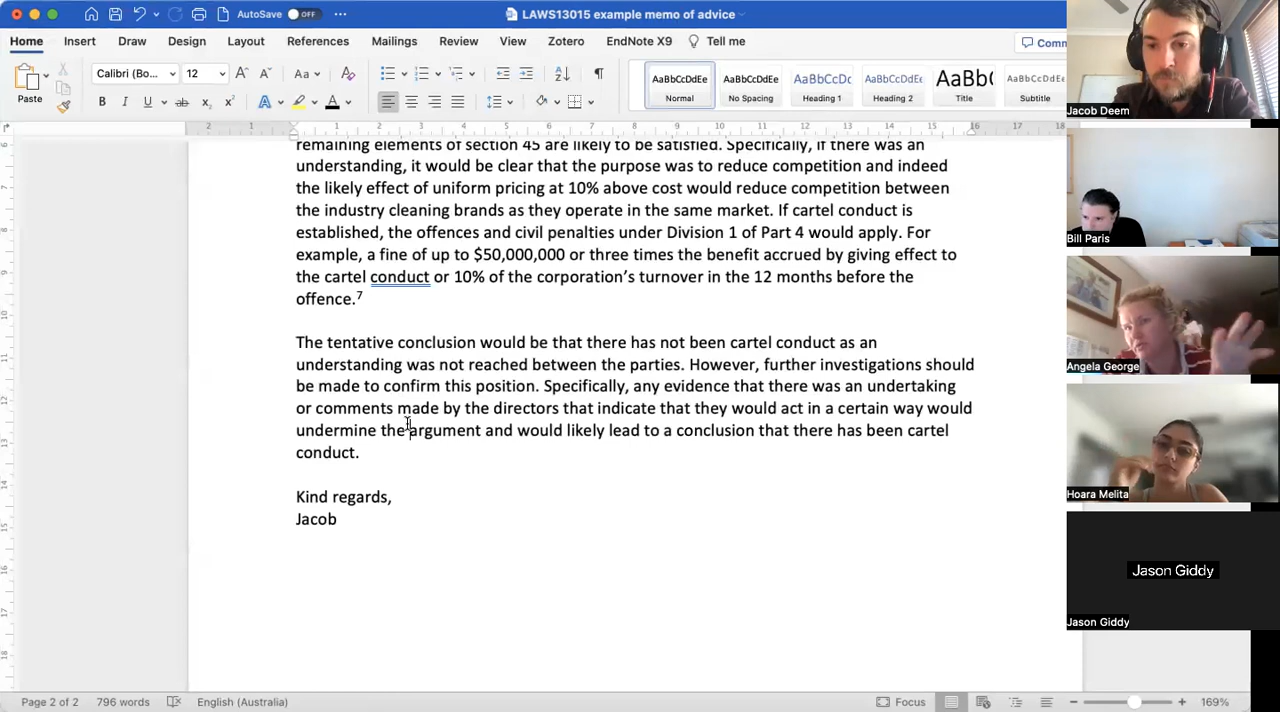 AutoSave OFF
LAWS13015 example memo of advice
Home Insert Draw Design Layout References Mailings Review View Zotero EndNote X9 Tell me
Paste
Calibri (Bo... 12
AaBbCcDdEe AaBbCcDdEe AaBbCcDc AaBbCcDdEe AaBb( AaBbCcDdEe
Normal No Spacing Heading 1 Heading 2 Title Subtitle
remaining elements of section 45 are likely to be satisfied. Specifically, if there was an
understanding, it would be clear that the purpose was to reduce competition and indeed
the likely effect of uniform pricing at 10% above cost would reduce competition between
the industry cleaning brands as they operate in the same market. If cartel conduct is
established, the offences and civil penalties under Division 1 of Part 4 would apply. For
example, a fine of up to $50,000,000 or three times the benefit accrued by giving effect to
the cartel conduct or 10% of the corporation's turnover in the 12 months before the
offence.7
The tentative conclusion would be that there has not been cartel conduct as an
understanding was not reached between the parties. However, further investigations should
be made to confirm this position. Specifically, any evidence that there was an undertaking
or comments made by the directors that indicate that they would act in a certain way would
undermine the argument and would likely lead to a conclusion that there has been cartel
conduct.
Kind regards,
Jacob
Page 2 of 2 796 words English (Australia) Focus 169%
Jacob Deem
Bill Paris
Angela George
Hoara Melita
Jason Giddy
Jason Giddy